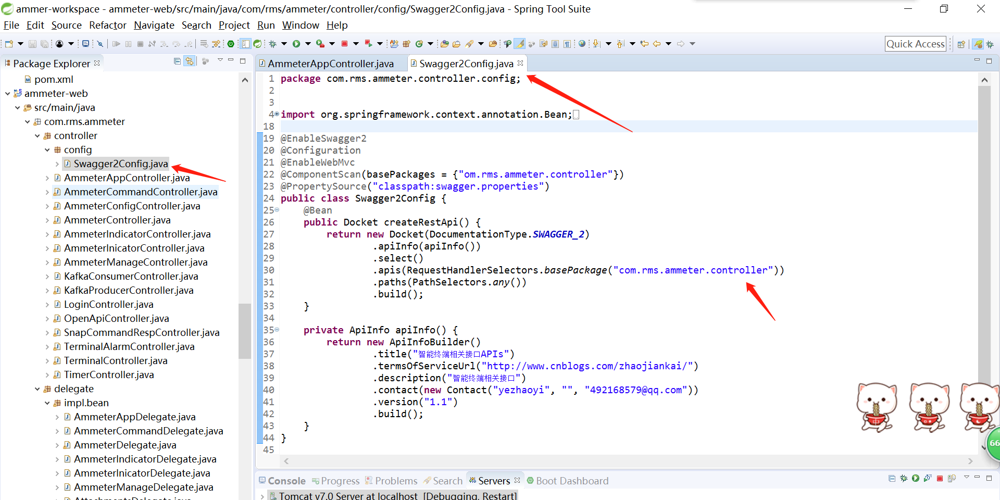 ammer-workspace - ammeter-web/src/main/java/com/rms/ammeter/controller/config/Swagger2Config.java - Spring Tool Suite
File Edit Source Refactor Navigate Search Project Run Window Help
Quick Access
Package Explorer
pom.xml
ammeter-web
src/main/java
com.rms.ammeter
controller
config
Swagger2Config.java
AmmeterAppController.java
AmmeterCommandController.java
AmmeterConfigController.java
AmmeterController.java
AmmeterIndicatorController.java
AmmeterInicatorController.java
AmmeterManageController.java
KafkaConsumerController.java
KafkaProducerController.java
LoginController.java
OpenApiController.java
SnapCommandRespController.java
TerminalAlarmController.java
TerminalController.java
TimerController.java
delegate
impl.bean
AmmeterAppDelegate.java
AmmeterCommandDelegate.java
AmmeterDelegate.java
AmmeterIndicatorDelegate.java
AmmeterInicatorDelegate.java
AmmeterManageDelegate.java
AmmeterAppController.java Swagger2Config.java
1 package com.rms.ammeter.controller.config;
2
3
4 import org.springframework.context.annotation.Bean;
18
19 @EnableSwagger2
20 @Configuration
21 @EnableWebMvc
22 @ComponentScan(basePackages = {"om.rms.ammeter.controller"})
23 @PropertySource("classpath:swagger.properties")
24 public class Swagger2Config {
25 @Bean
26 public Docket createRestApi() {
27 return new Docket(DocumentationType.SWAGGER_2)
28 .apiInfo(apiInfo())
29 .select()
30 .apis(RequestHandlerSelectors.basePackage("com.rms.ammeter.controller"))
31 .paths(PathSelectors.any())
32 .build();
33 }
34
35 private ApiInfo apiInfo() {
36 return new ApiInfoBuilder()
37 .title("智能终端相关接口APIs")
38 .termsOfServiceUrl("http://www.cnblogs.com/zhaojiankai/")
39 .description("智能终端相关接口")
40 .contact(new Contact("yezhaoyi", "", "492168579@qq.com"))
41 .version("1.1")
42 .build();
43 }
44 }
45
中
66
Console Progress Problems Search Servers Boot Dashboard
Tomcat v7.0 Server at localhost [Debugging, Restart]